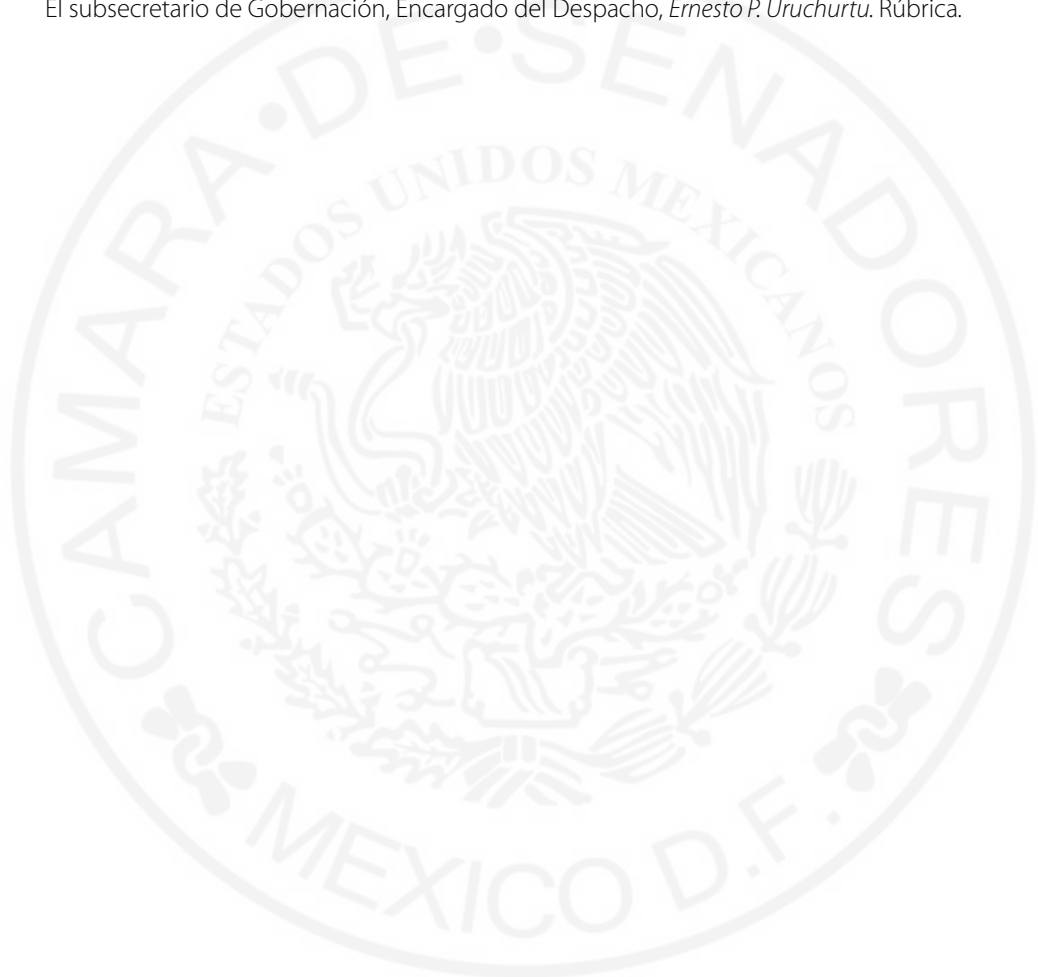 El subsecretario de Gobernación, Encargado del Despacho, Ernesto P. Uruchurtu. Rúbrica.
CAMARA•DE•SENADORES
ESTADOS UNIDOS MEXICANOS
MEXICO D.F.